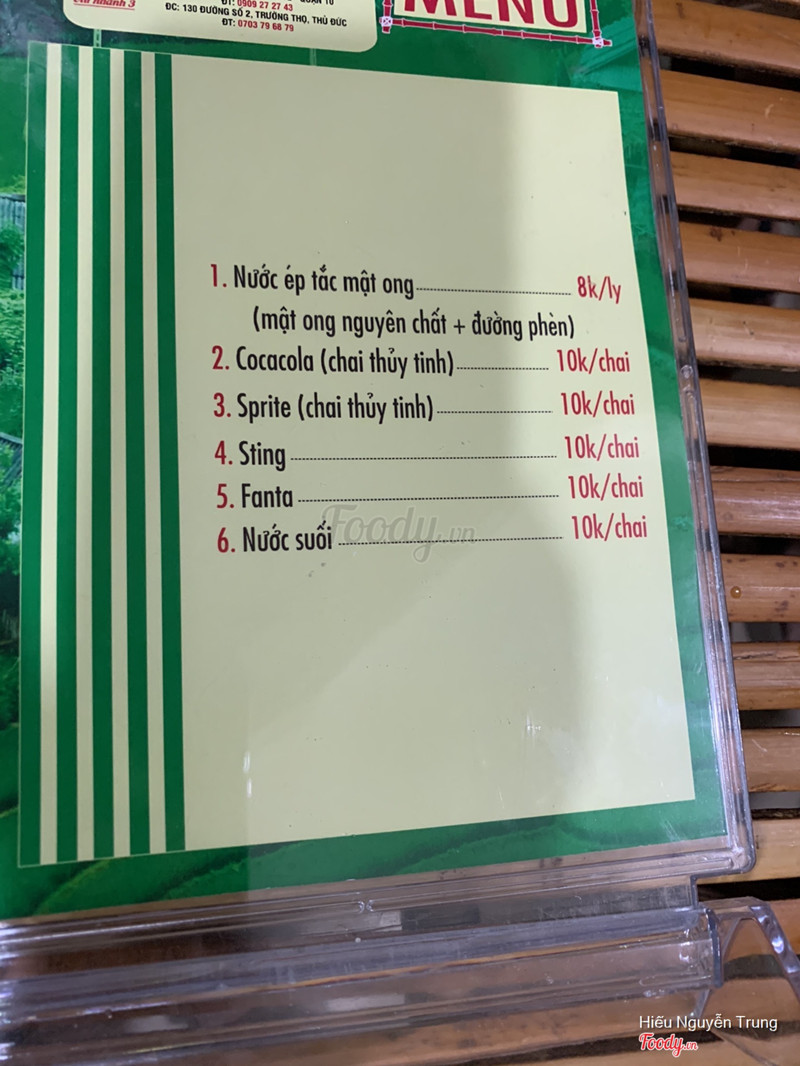 ĐT: 0909 27 27 43
Chi nhánh 3
ĐC: 130 ĐƯỜNG SỐ 2, TRƯỜNG THỌ, THỦ ĐỨC
ĐT: 0703 79 68 79
MENU
1. Nước ép tắc mật ong 8k/ly
(mật ong nguyên chất + đường phèn)
2. Cocacola (chai thủy tinh) 10k/chai
3. Sprite (chai thủy tinh) 10k/chai
4. Sting 10k/chai
5. Fanta 10k/chai
6. Nước suối 10k/chai
Foody.vn
Hiếu Nguyễn Trung
Foody.vn